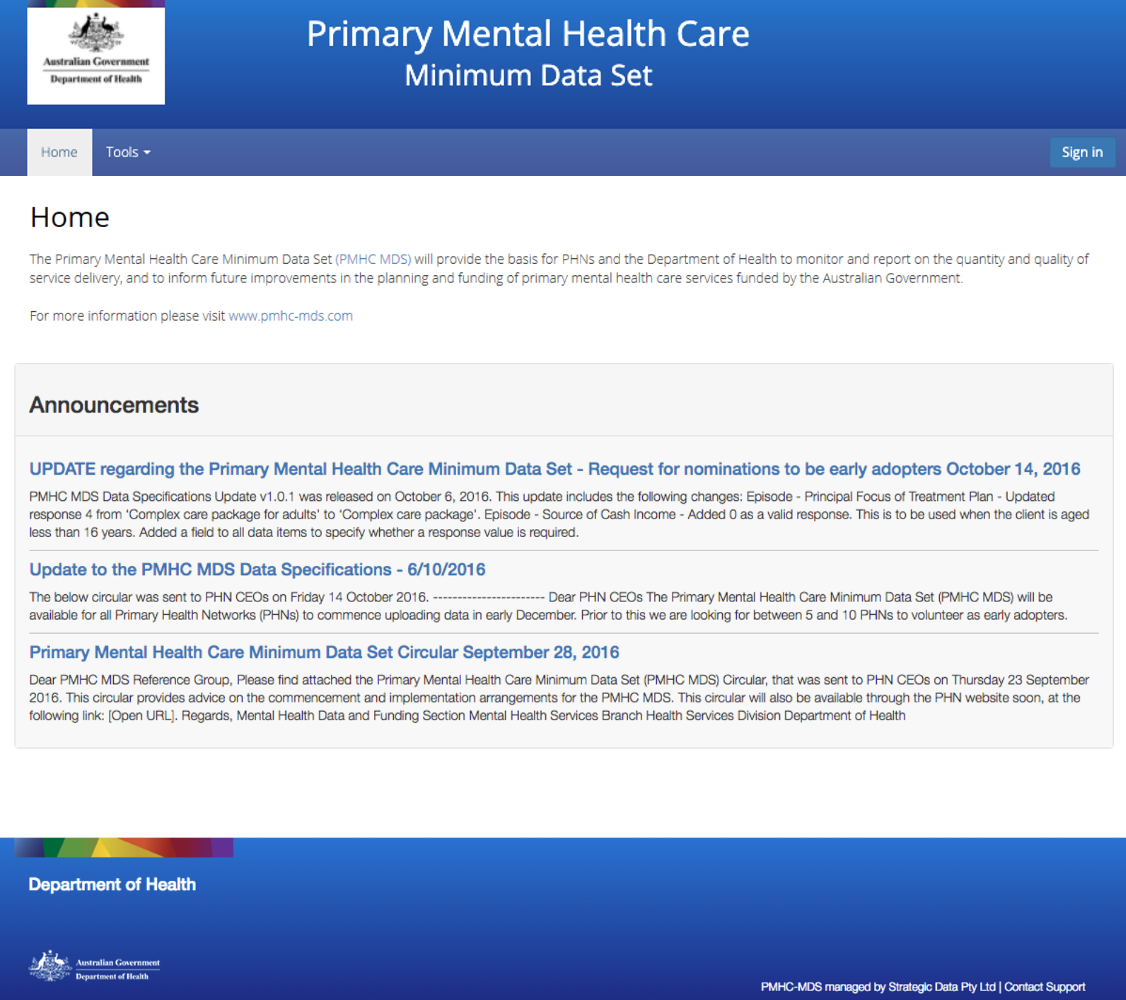 Australian Government
Department of Health
Primary Mental Health Care
Minimum Data Set
Home
Tools
Sign in
Home
The Primary Mental Health Care Minimum Data Set (PMHC MDS) will provide the basis for PHNs and the Department of Health to monitor and report on the quantity and quality of
service delivery, and to inform future improvements in the planning and funding of primary mental health care services funded by the Australian Government.
For more information please visit www.pmhc-mds.com
Announcements
UPDATE regarding the Primary Mental Health Care Minimum Data Set - Request for nominations to be early adopters October 14, 2016
PMHC MDS Data Specifications Update v1.0.1 was released on October 6, 2016. This update includes the following changes: Episode - Principal Focus of Treatment Plan - Updated
response 4 from ‘Complex care package for adults’ to ‘Complex care package’. Episode - Source of Cash Income - Added 0 as a valid response. This is to be used when the client is aged
less than 16 years. Added a field to all data items to specify whether a response value is required.
Update to the PMHC MDS Data Specifications - 6/10/2016
The below circular was sent to PHN CEOs on Friday 14 October 2016. ----------------------- Dear PHN CEOs The Primary Mental Health Care Minimum Data Set (PMHC MDS) will be
available for all Primary Health Networks (PHNs) to commence uploading data in early December. Prior to this we are looking for between 5 and 10 PHNs to volunteer as early adopters.
Primary Mental Health Care Minimum Data Set Circular September 28, 2016
Dear PMHC MDS Reference Group, Please find attached the Primary Mental Health Care Minimum Data Set (PMHC MDS) Circular, that was sent to PHN CEOs on Thursday 23 September
2016. This circular provides advice on the commencement and implementation arrangements for the PMHC MDS. This circular will also be available through the PHN website soon, at the
following link: [Open URL]. Regards, Mental Health Data and Funding Section Mental Health Services Branch Health Services Division Department of Health
Department of Health
Australian Government
Department of Health
PMHC-MDS managed by Strategic Data Pty Ltd | Contact Support